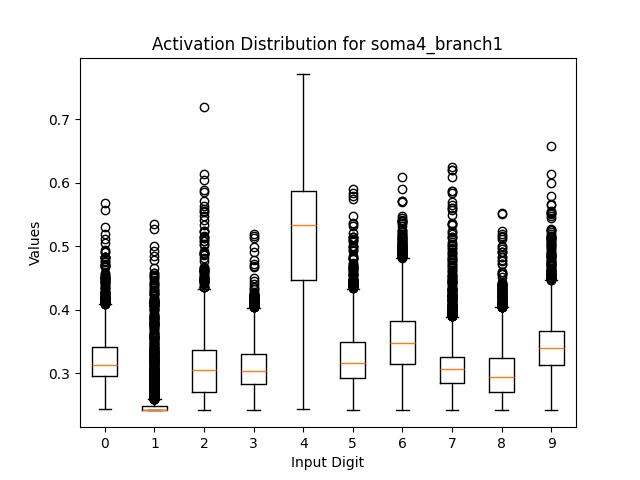 Activation Distribution for soma4_branch1
Values
0.7
0.6
0.5
0.4
0.3
0 1 2 3 4 5 6 7 8 9
Input Digit